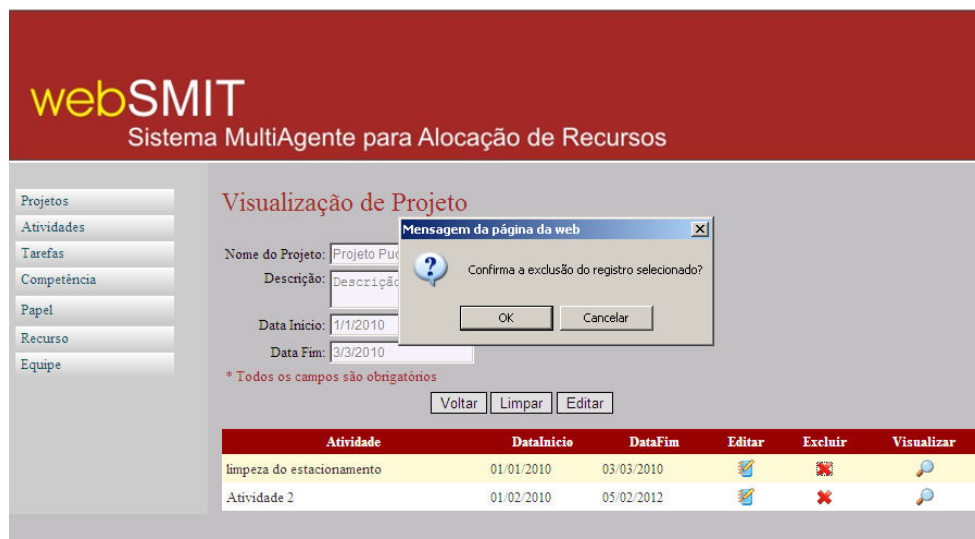 webSMIT
Sistema MultiAgente para Alocação de Recursos
Projetos
Atividades
Tarefas
Competência
Papel
Recurso
Equipe
Visualização de Projeto
Mensagem da página da web
Confirma a exclusão do registro selecionado?
OK Cancelar
Nome do Projeto: Projeto
Descrição:
Data Inicio: 1/1/2010
Data Fim: 3/3/2010
* Todos os campos são obrigatórios
Voltar Limpar Editar
Atividade DataInicio DataFim Editar Excluir Visualizar
limpeza do estacionamento 01/01/2010 03/03/2010
Atividade 2 01/02/2010 05/02/2012